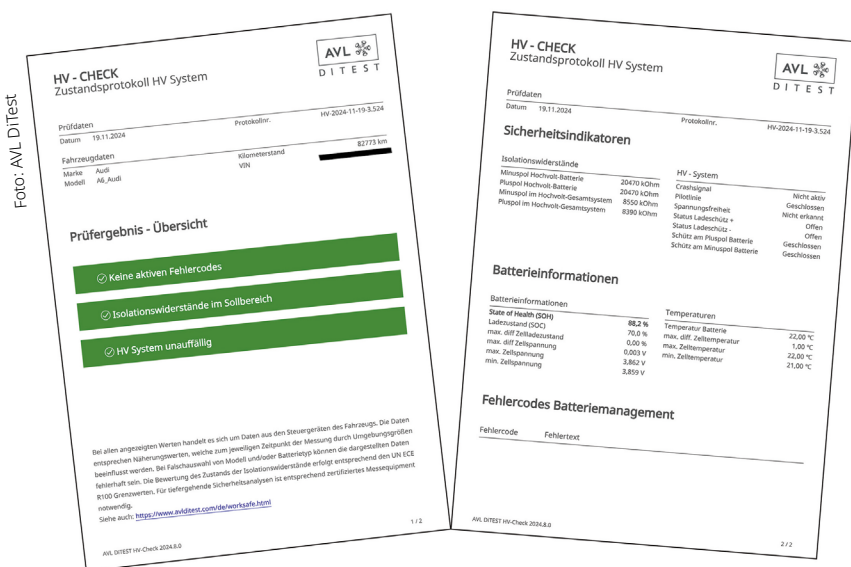 Foto: AVL DiTest
HV - CHECK
Zustandsprotokoll HV System
AVL
DITEST
Prüfdaten
Datum 19.11.2024 Protokollnr. HV-2024-11-19-3.524
Fahrzeugdaten
Marke Audi Kilometerstand 82773 km
Modell A6_Audi VIN
Prüfergebnis - Übersicht
Keine aktiven Fehlercodes
Isolationswiderstände im Sollbereich
HV System unauffällig
Bei allen angezeigten Werten handelt es sich um Daten aus den Steuergeräten des Fahrzeugs. Die Daten
entsprechen Näherungswerten, welche zum jeweiligen Zeitpunkt der Messung durch Umgebungsgrößen
beeinflusst werden. Bei Falschauswahl von Modell und/oder Batterietyp können die dargestellten Daten
fehlerhaft sein. Die Bewertung des Zustands der Isolationswiderstände erfolgt entsprechend den UN ECE
R100 Grenzwerten. Für tiefergehende Sicherheitsanalysen ist entsprechend zertifiziertes Messequipment
notwendig.
Siehe auch: https://www.avlditest.com/de/worksafe.html
AVL DITEST HV-Check 2024.8.0 1 / 2
HV - CHECK
Zustandsprotokoll HV System
AVL
DITEST
Prüfdaten
Datum 19.11.2024 Protokollnr. HV-2024-11-19-3.524
Sicherheitsindikatoren
Isolationswiderstände
Minuspol Hochvolt-Batterie 20470 kOhm
Pluspol Hochvolt-Batterie 20470 kOhm
Minuspol im Hochvolt-Gesamtsystem 8550 kOhm
Pluspol im Hochvolt-Gesamtsystem 8390 kOhm
HV - System
Crashsignal Nicht aktiv
Pilotlinie Geschlossen
Spannungsfreiheit Nicht erkannt
Status Ladeschütz + Offen
Status Ladeschütz - Offen
Schütz am Pluspol Batterie Geschlossen
Schütz am Minuspol Batterie Geschlossen
Batterieinformationen
Batterieinformationen
State of Health (SOH) 88,2 %
Ladezustand (SOC) 70,0 %
max. diff Zellladezustand 0,00 %
max. diff Zellspannung 0,003 V
max. Zellspannung 3,862 V
min. Zellspannung 3,859 V
Temperaturen
Temperatur Batterie 22,00 °C
max. diff. Zelltemperatur 1,00 °C
max. Zelltemperatur 22,00 °C
min. Zelltemperatur 21,00 °C
Fehlercodes Batteriemanagement
Fehlercode Fehlertext
AVL DITEST HV-Check 2024.8.0 2 / 2